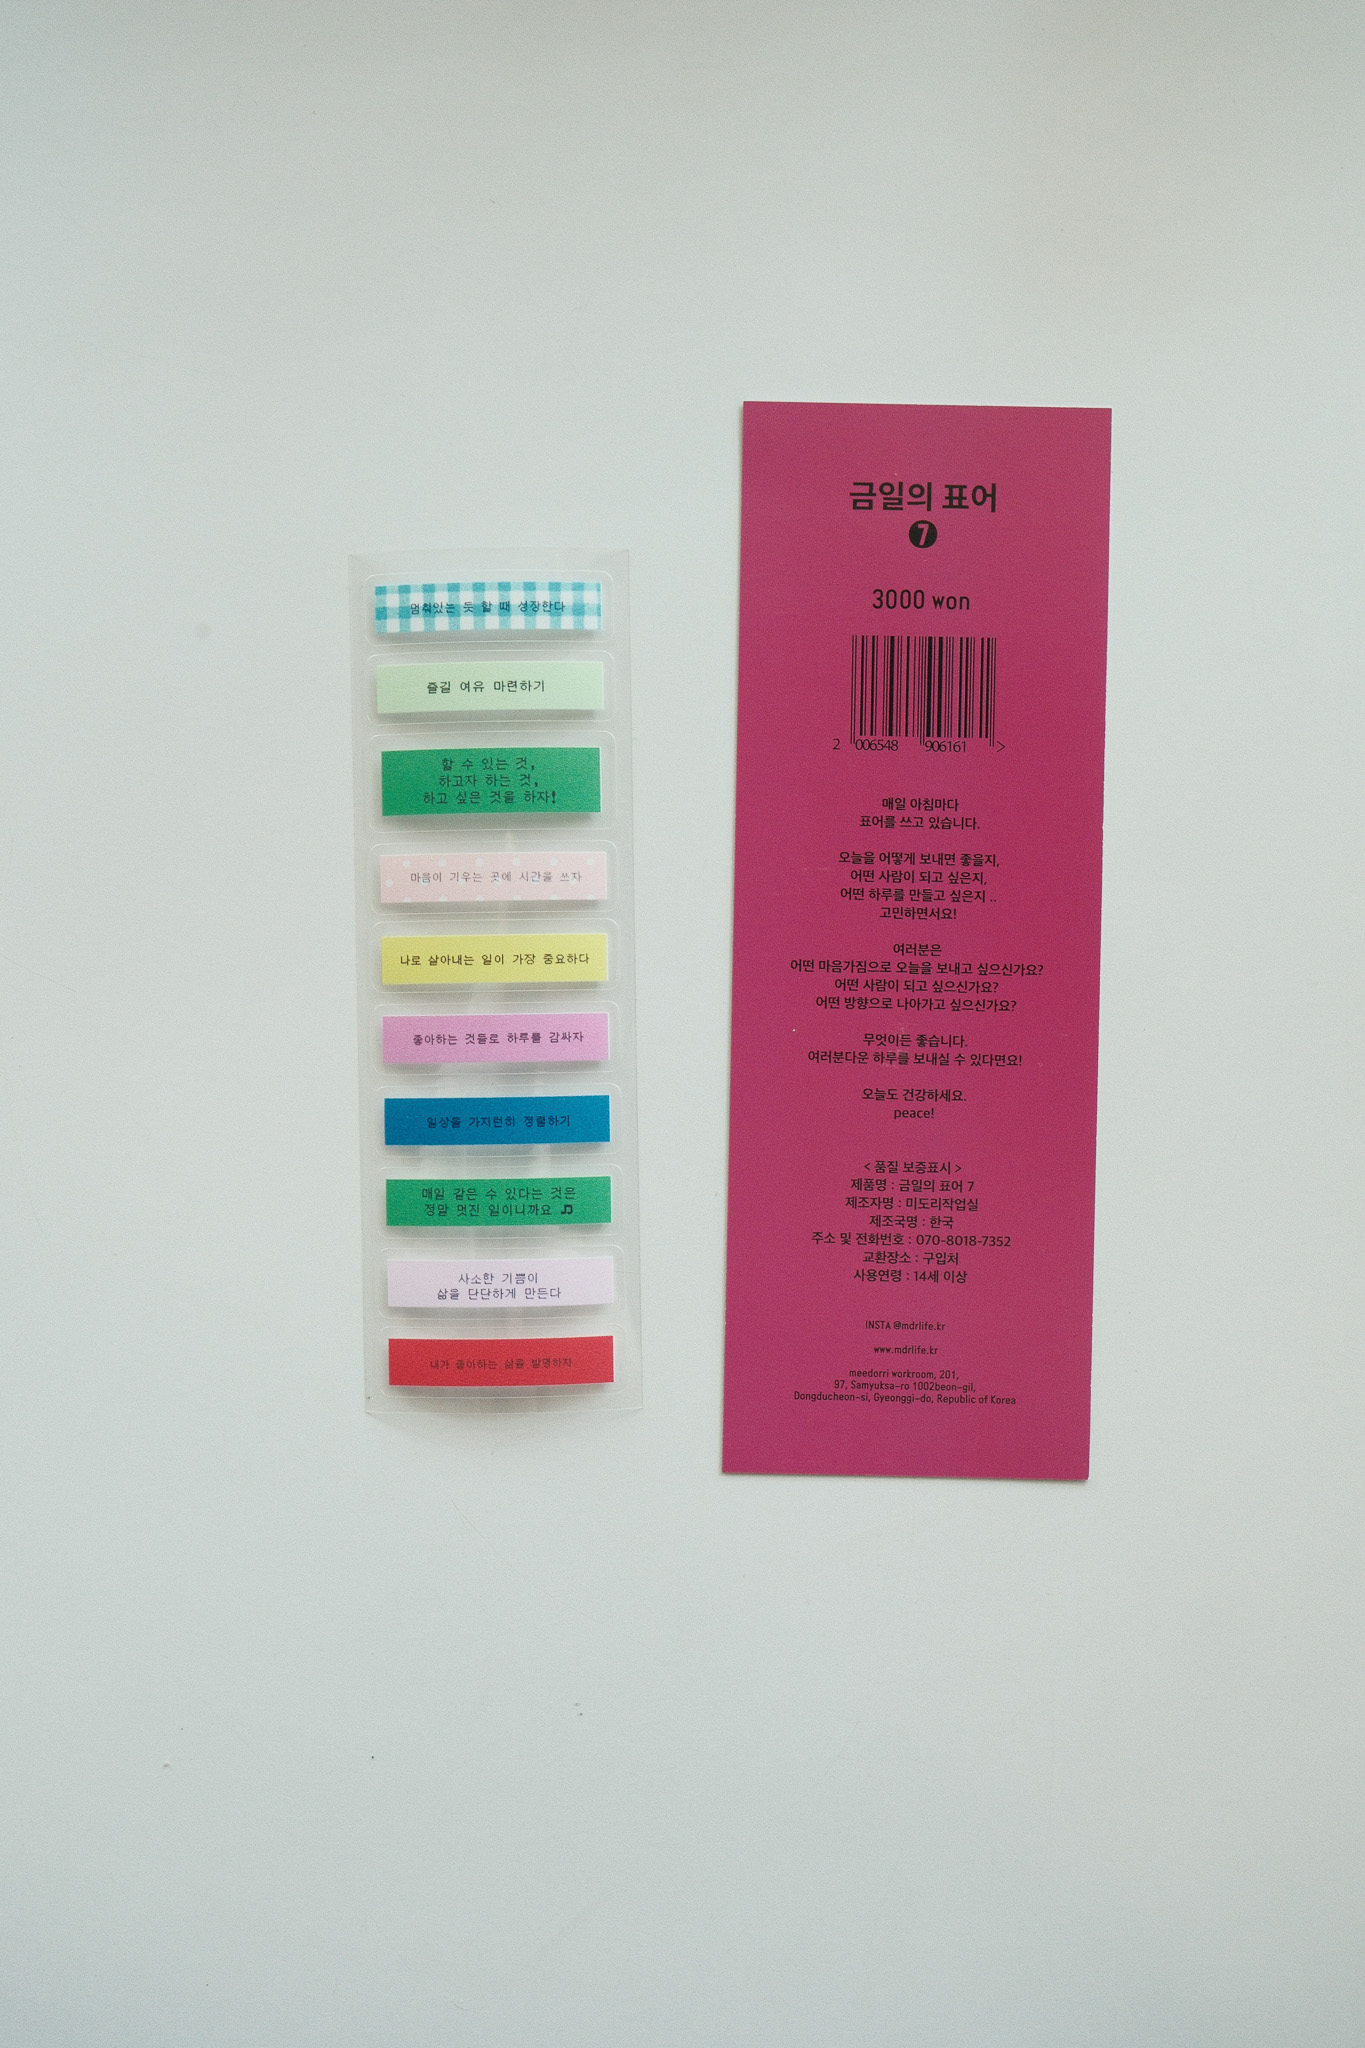 멈춰있는 듯 할 때 성장한다
즐길 여유 마련하기
할 수 있는 것,
하고자 하는 것,
하고 싶은 것을 하자!
마음이 기우는 곳에 시간을 쓰자
나로 살아내는 일이 가장 중요하다
좋아하는 것들로 하루를 감싸자
일상을 가지런히 정렬하기
매일 같은 수 있다는 것은
정말 멋진 일이니까요 ♫
사소한 기쁨이
삶을 단단하게 만든다
내가 좋아하는 삶을 발명하자
금일의 표어
7
3000 won
2 006548 906161 >
매일 아침마다
표어를 쓰고 있습니다.
오늘을 어떻게 보내면 좋을지,
어떤 사람이 되고 싶은지,
어떤 하루를 만들고 싶은지 ..
고민하면서요!
여러분은
어떤 마음가짐으로 오늘을 보내고 싶으신가요?
어떤 사람이 되고 싶으신가요?
어떤 방향으로 나아가고 싶으신가요?
무엇이든 좋습니다.
여러분다운 하루를 보내실 수 있다면요!
오늘도 건강하세요.
peace!
< 품질 보증표시 >
제품명 : 금일의 표어 7
제조자명 : 미도리작업실
제조국명 : 한국
주소 및 전화번호 : 070-8018-7352
교환장소 : 구입처
사용연령 : 14세 이상
INSTA @mdrlife.kr
www.mdrlife.kr
meedorri workroom, 201,
97, Samyuksa-ro 1002beon-gil,
Dongducheon-si, Gyeonggi-do, Republic of Korea